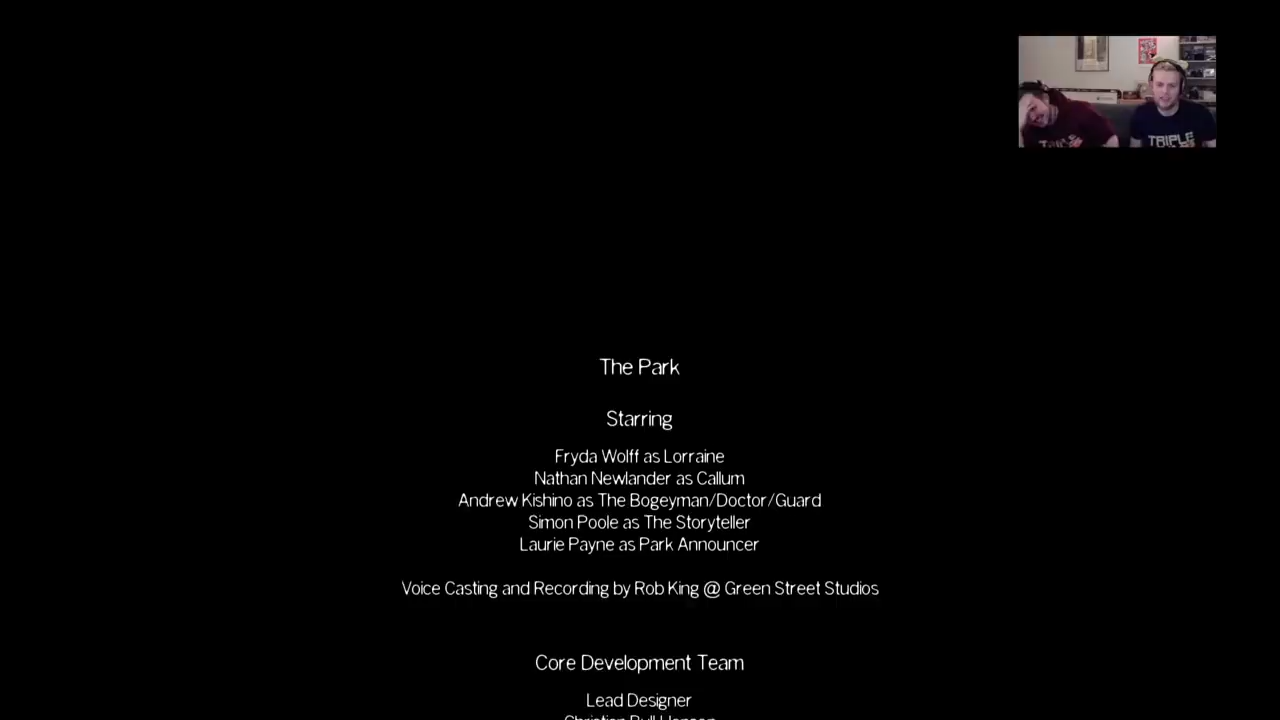 TRIPLE
The Park
Starring
Fryda Wolff as Lorraine
Nathan Newlander as Callum
Andrew Kishino as The Bogeyman/Doctor/Guard
Simon Poole as The Storyteller
Laurie Payne as Park Announcer
Voice Casting and Recording by Rob King @ Green Street Studios
Core Development Team
Lead Designer